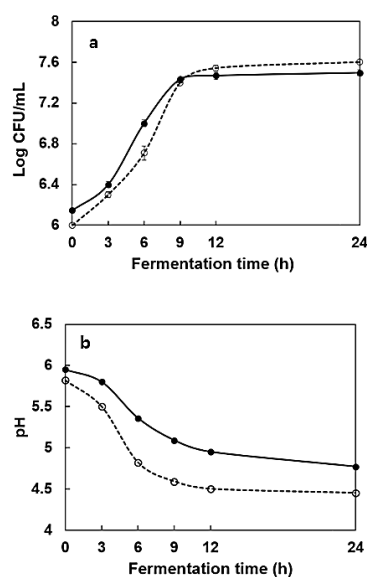 a
8
7.6
7.2
6.8
6.4
6
Log CFU/mL
0 3 6 9 12 24
Fermentation time (h)
b
6.5
6
5.5
5
4.5
4
pH
0 3 6 9 12 24
Fermentation time (h)